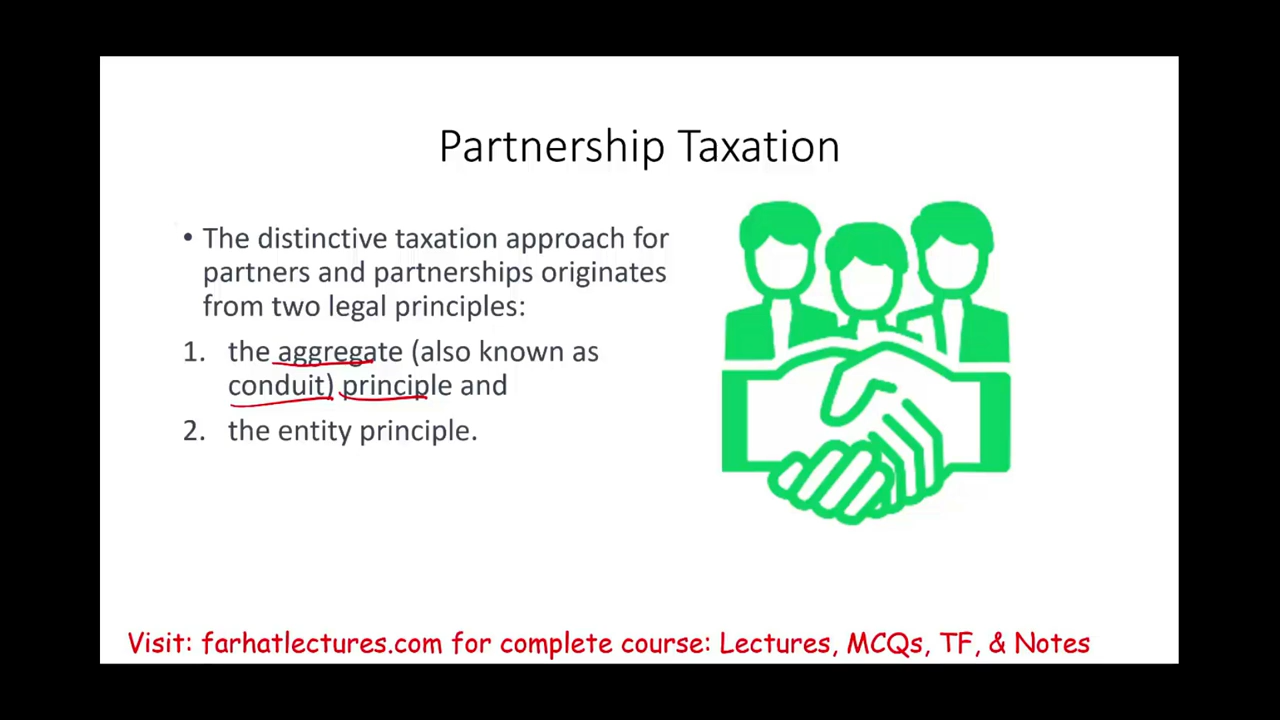 Partnership Taxation
• The distinctive taxation approach for
partners and partnerships originates
from two legal principles:
1. the aggregate (also known as
conduit) principle and
2. the entity principle.
Visit: farhatlectures.com for complete course: Lectures, MCQs, TF, & Notes